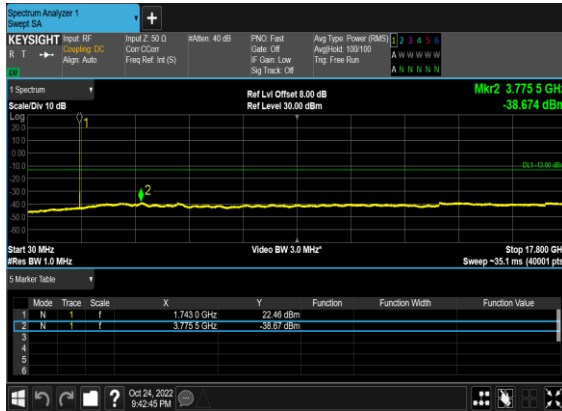 Spectrum Analyzer 1
Swept SA
+
KEYSIGHT Input: RF Input Z: 50 Ω #Atten: 40 dB PNO: Fast Avg Type: Power (RMS) 1 2 3 4 5 6
R T Coupling: DC Corr CCorr Gate: Off Avg|Hold: 100/100 A W W W W W
Align: Auto Freq Ref: Int (S) IF Gain: Low Trig: Free Run
LXI Sig Track: Off A N N N N N
1 Spectrum Ref Lvl Offset 8.00 dB Mkr2 3.775 5 GHz
Scale/Div 10 dB Ref Level 30.00 dBm -38.674 dBm
Log
1
20.0
10.0
0.00
-10.0
DL1 -13.00 dBm
-20.0
-30.0
2
-40.0
-50.0
-60.0
Start 30 MHz Video BW 3.0 MHz* Stop 17.800 GHz
#Res BW 1.0 MHz Sweep ~35.1 ms (40001 pts)
5 Marker Table
Mode Trace Scale X Y Function Function Width Function Value
1 N 1 f 1.743 0 GHz 22.46 dBm
2 N 1 f 3.775 5 GHz -38.67 dBm
3
4
5
6
? Oct 24, 2022
9:42:45 PM